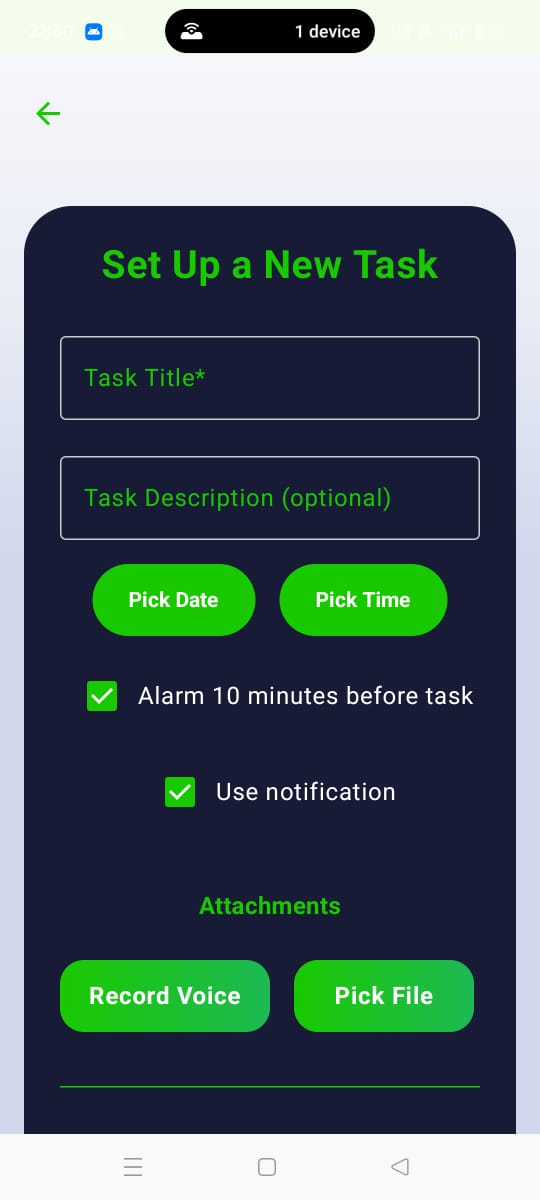 1 device
Set Up a New Task
Task Title*
Task Description (optional)
Pick Date
Pick Time
Alarm 10 minutes before task
Use notification
Attachments
Record Voice
Pick File